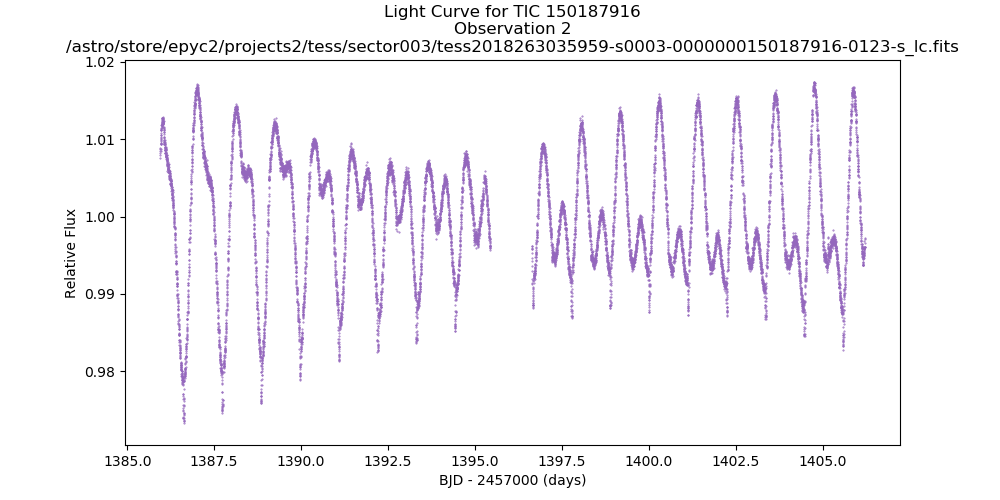 Light Curve for TIC 150187916
Observation 2
/astro/store/epyc2/projects2/tess/sector003/tess2018263035959-s0003-0000000150187916-0123-s_lc.fits
1.02
1.01
1.00
0.99
0.98
Relative Flux
1385.0 1387.5 1390.0 1392.5 1395.0 1397.5 1400.0 1402.5 1405.0
BJD - 2457000 (days)